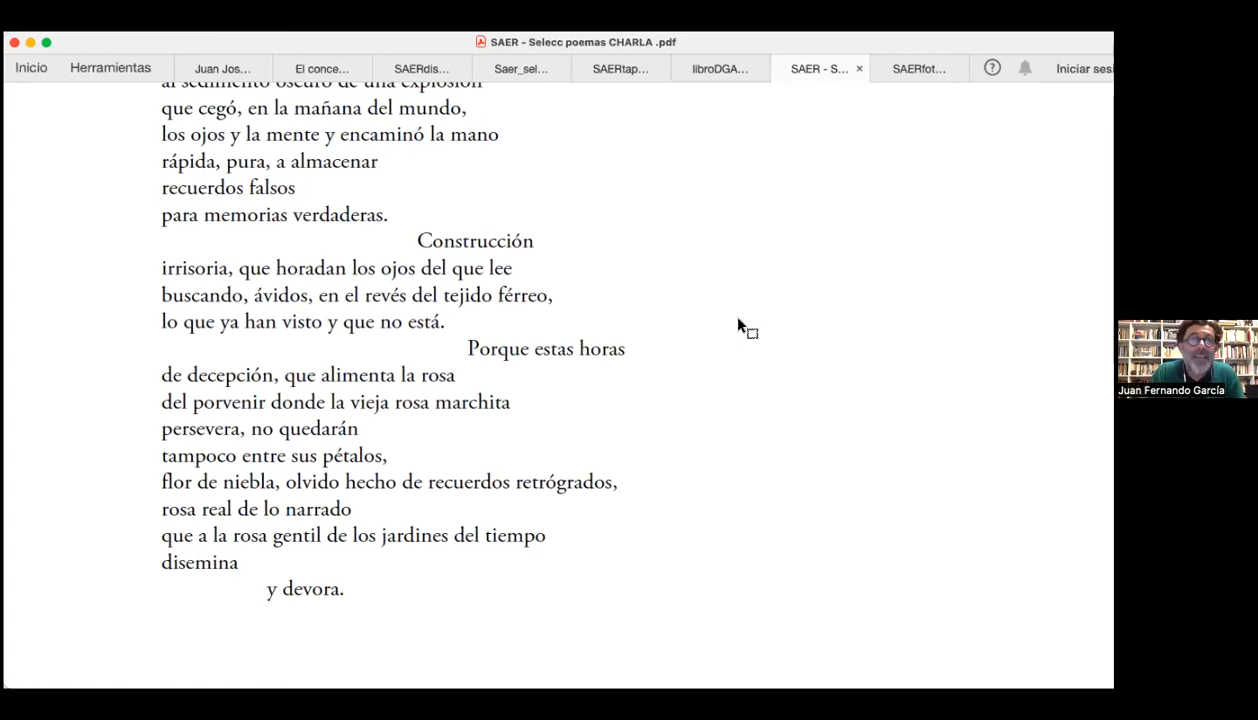 SAER - Selecc poemas CHARLA .pdf
Inicio Herramientas Juan Jos... El conce... SAERdis... Saer_sel... SAERtap... libroDGA... SAER - S... × SAERfot... ? Iniciar sesi
al sedimento oscuro de una explosión
que cegó, en la mañana del mundo,
los ojos y la mente y encaminó la mano
rápida, pura, a almacenar
recuerdos falsos
para memorias verdaderas.
Construcción
irrisoria, que horadan los ojos del que lee
buscando, ávidos, en el revés del tejido férreo,
lo que ya han visto y que no está.
Porque estas horas
de decepción, que alimenta la rosa
del porvenir donde la vieja rosa marchita
persevera, no quedarán
tampoco entre sus pétalos,
flor de niebla, olvido hecho de recuerdos retrógrados,
rosa real de lo narrado
que a la rosa gentil de los jardines del tiempo
disemina
y devora.
Juan Fernando García